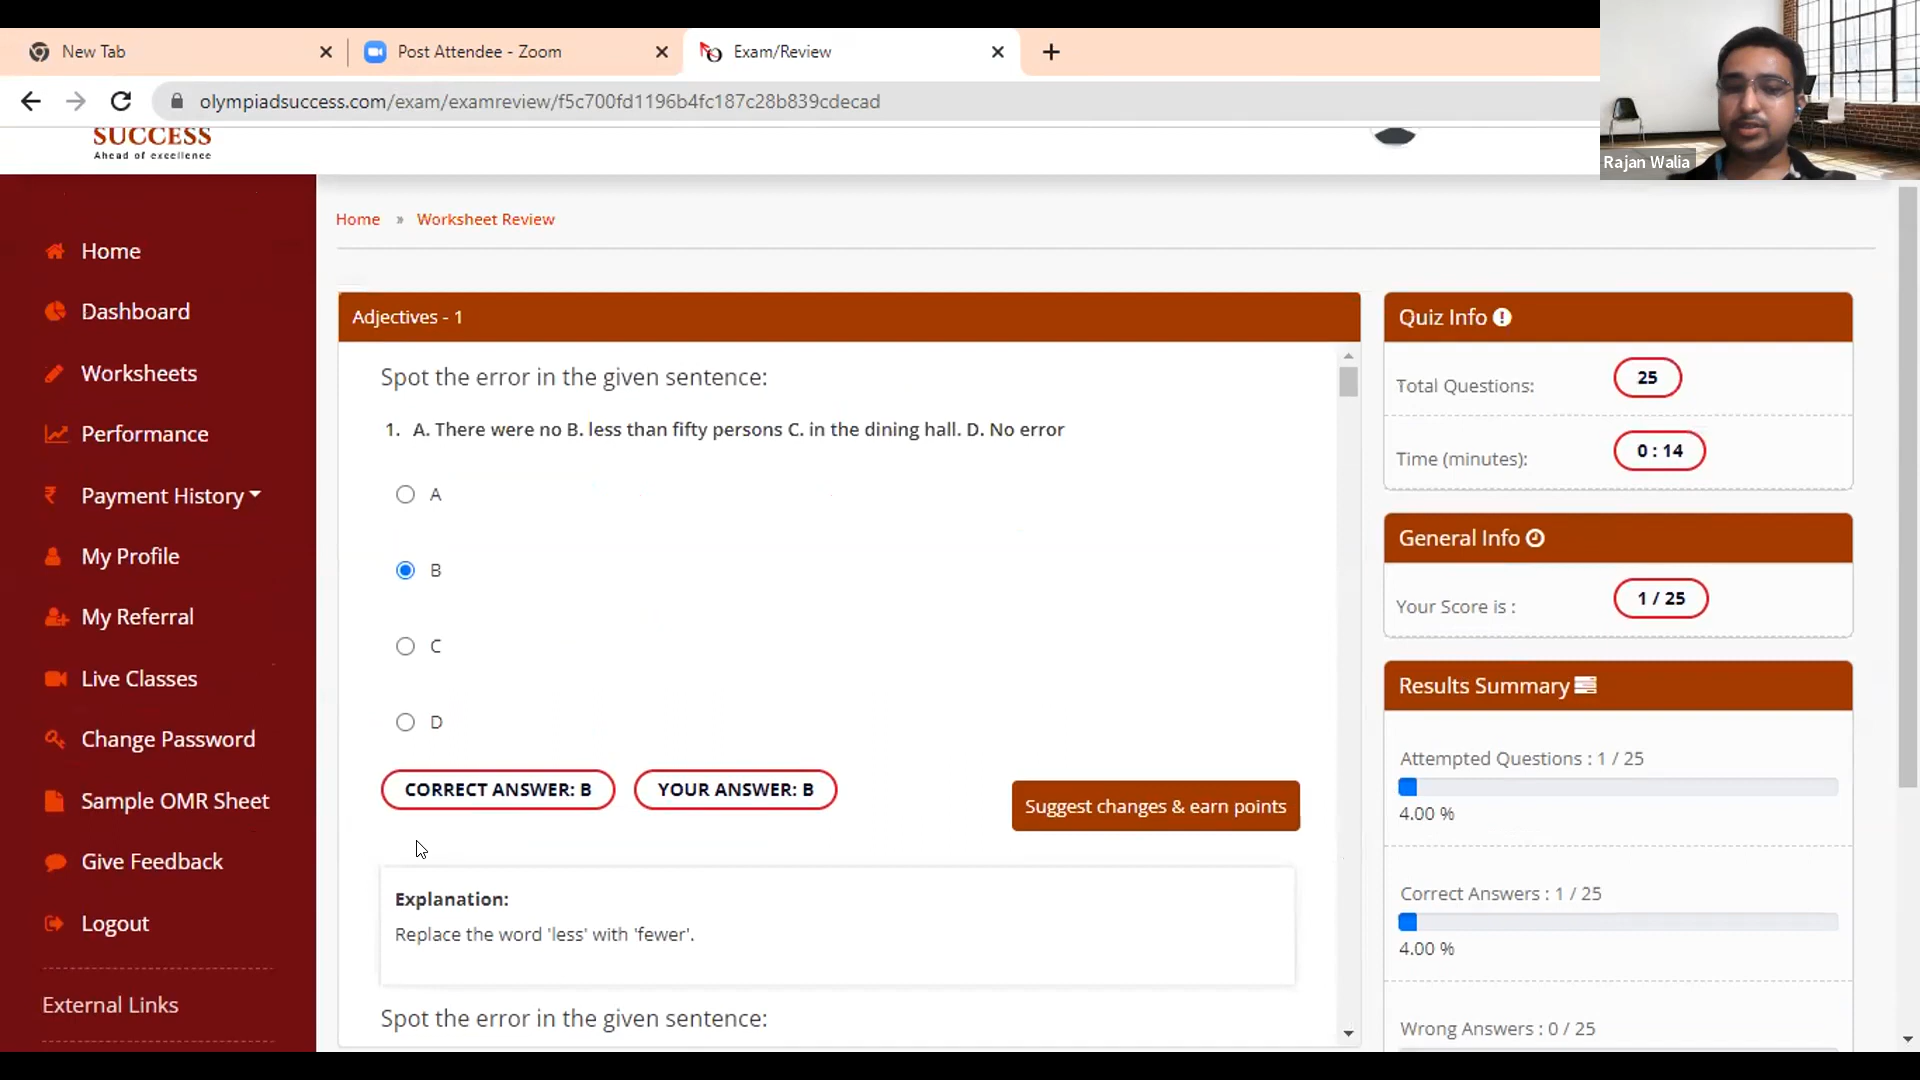 New Tab
Post Attendee - Zoom
Exam/Review
olympiadsuccess.com/exam/examreview/f5c700fd1196b4fc187c28b839cdecad
Rajan Walia
SUCCESS
Ahead of excellence
Home
Dashboard
Worksheets
Performance
Payment History
My Profile
My Referral
Live Classes
Change Password
Sample OMR Sheet
Give Feedback
Logout
External Links
Home » Worksheet Review
Adjectives - 1
Spot the error in the given sentence:
1. A. There were no B. less than fifty persons C. in the dining hall. D. No error
A
B
C
D
CORRECT ANSWER: B
YOUR ANSWER: B
Suggest changes & earn points
Explanation:
Replace the word 'less' with 'fewer'.
Spot the error in the given sentence:
Quiz Info
Total Questions: 25
Time (minutes): 0 : 14
General Info
Your Score is : 1 / 25
Results Summary
Attempted Questions : 1 / 25
4.00 %
Correct Answers : 1 / 25
4.00 %
Wrong Answers : 0 / 25